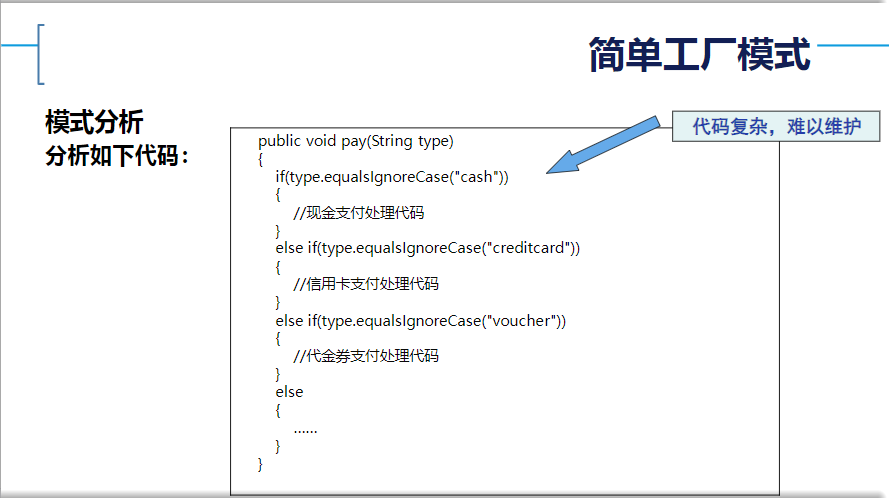 简单工厂模式
模式分析
分析如下代码：
代码复杂，难以维护
public void pay(String type)
{
if(type.equalsIgnoreCase("cash"))
{
//现金支付处理代码
}
else if(type.equalsIgnoreCase("creditcard"))
{
//信用卡支付处理代码
}
else if(type.equalsIgnoreCase("voucher"))
{
//代金券支付处理代码
}
else
{
......
}
}